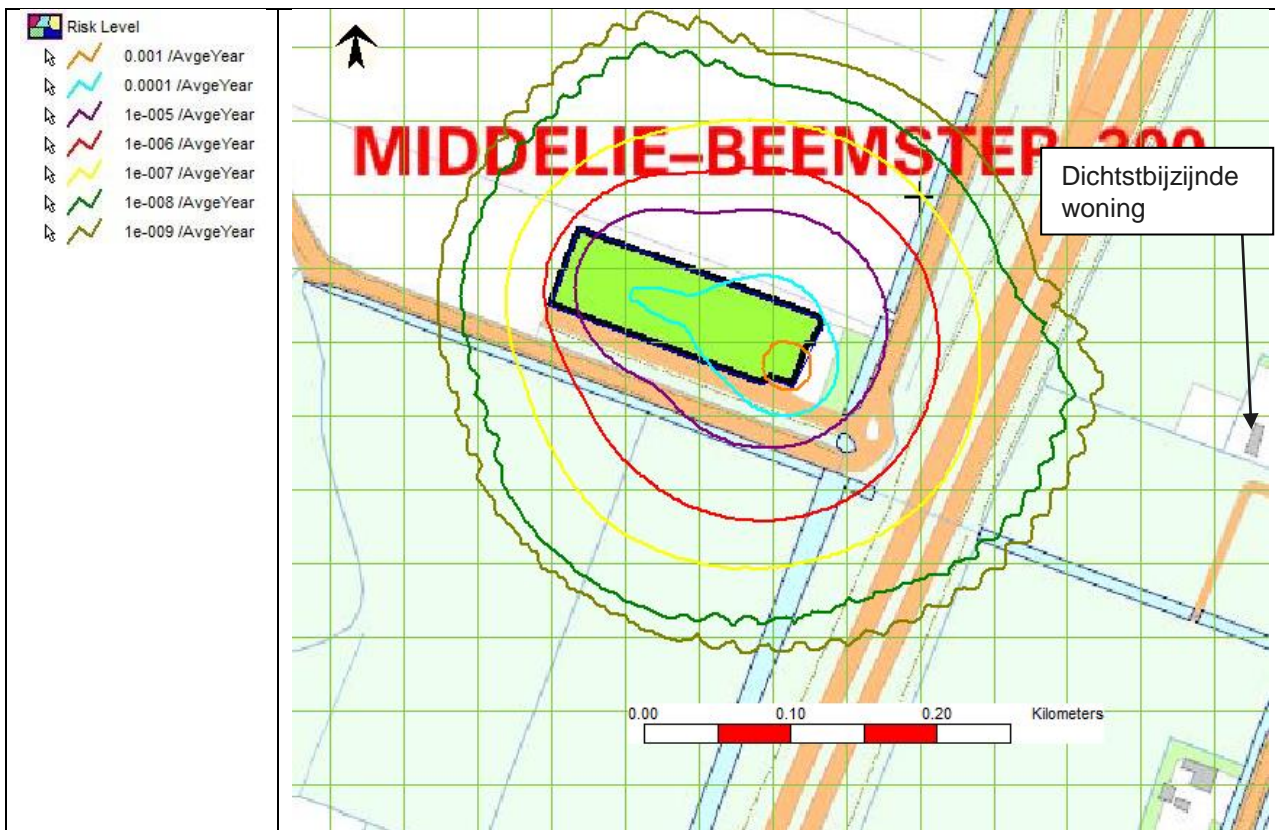 Risk Level
0.001 /AvgeYear
0.0001 /AvgeYear
1e-005 /AvgeYear
1e-006 /AvgeYear
1e-007 /AvgeYear
1e-008 /AvgeYear
1e-009 /AvgeYear
MIDDELIE–BEEMSTER 300
Dichtstbijzijnde
woning
0.00 0.10 0.20 Kilometers